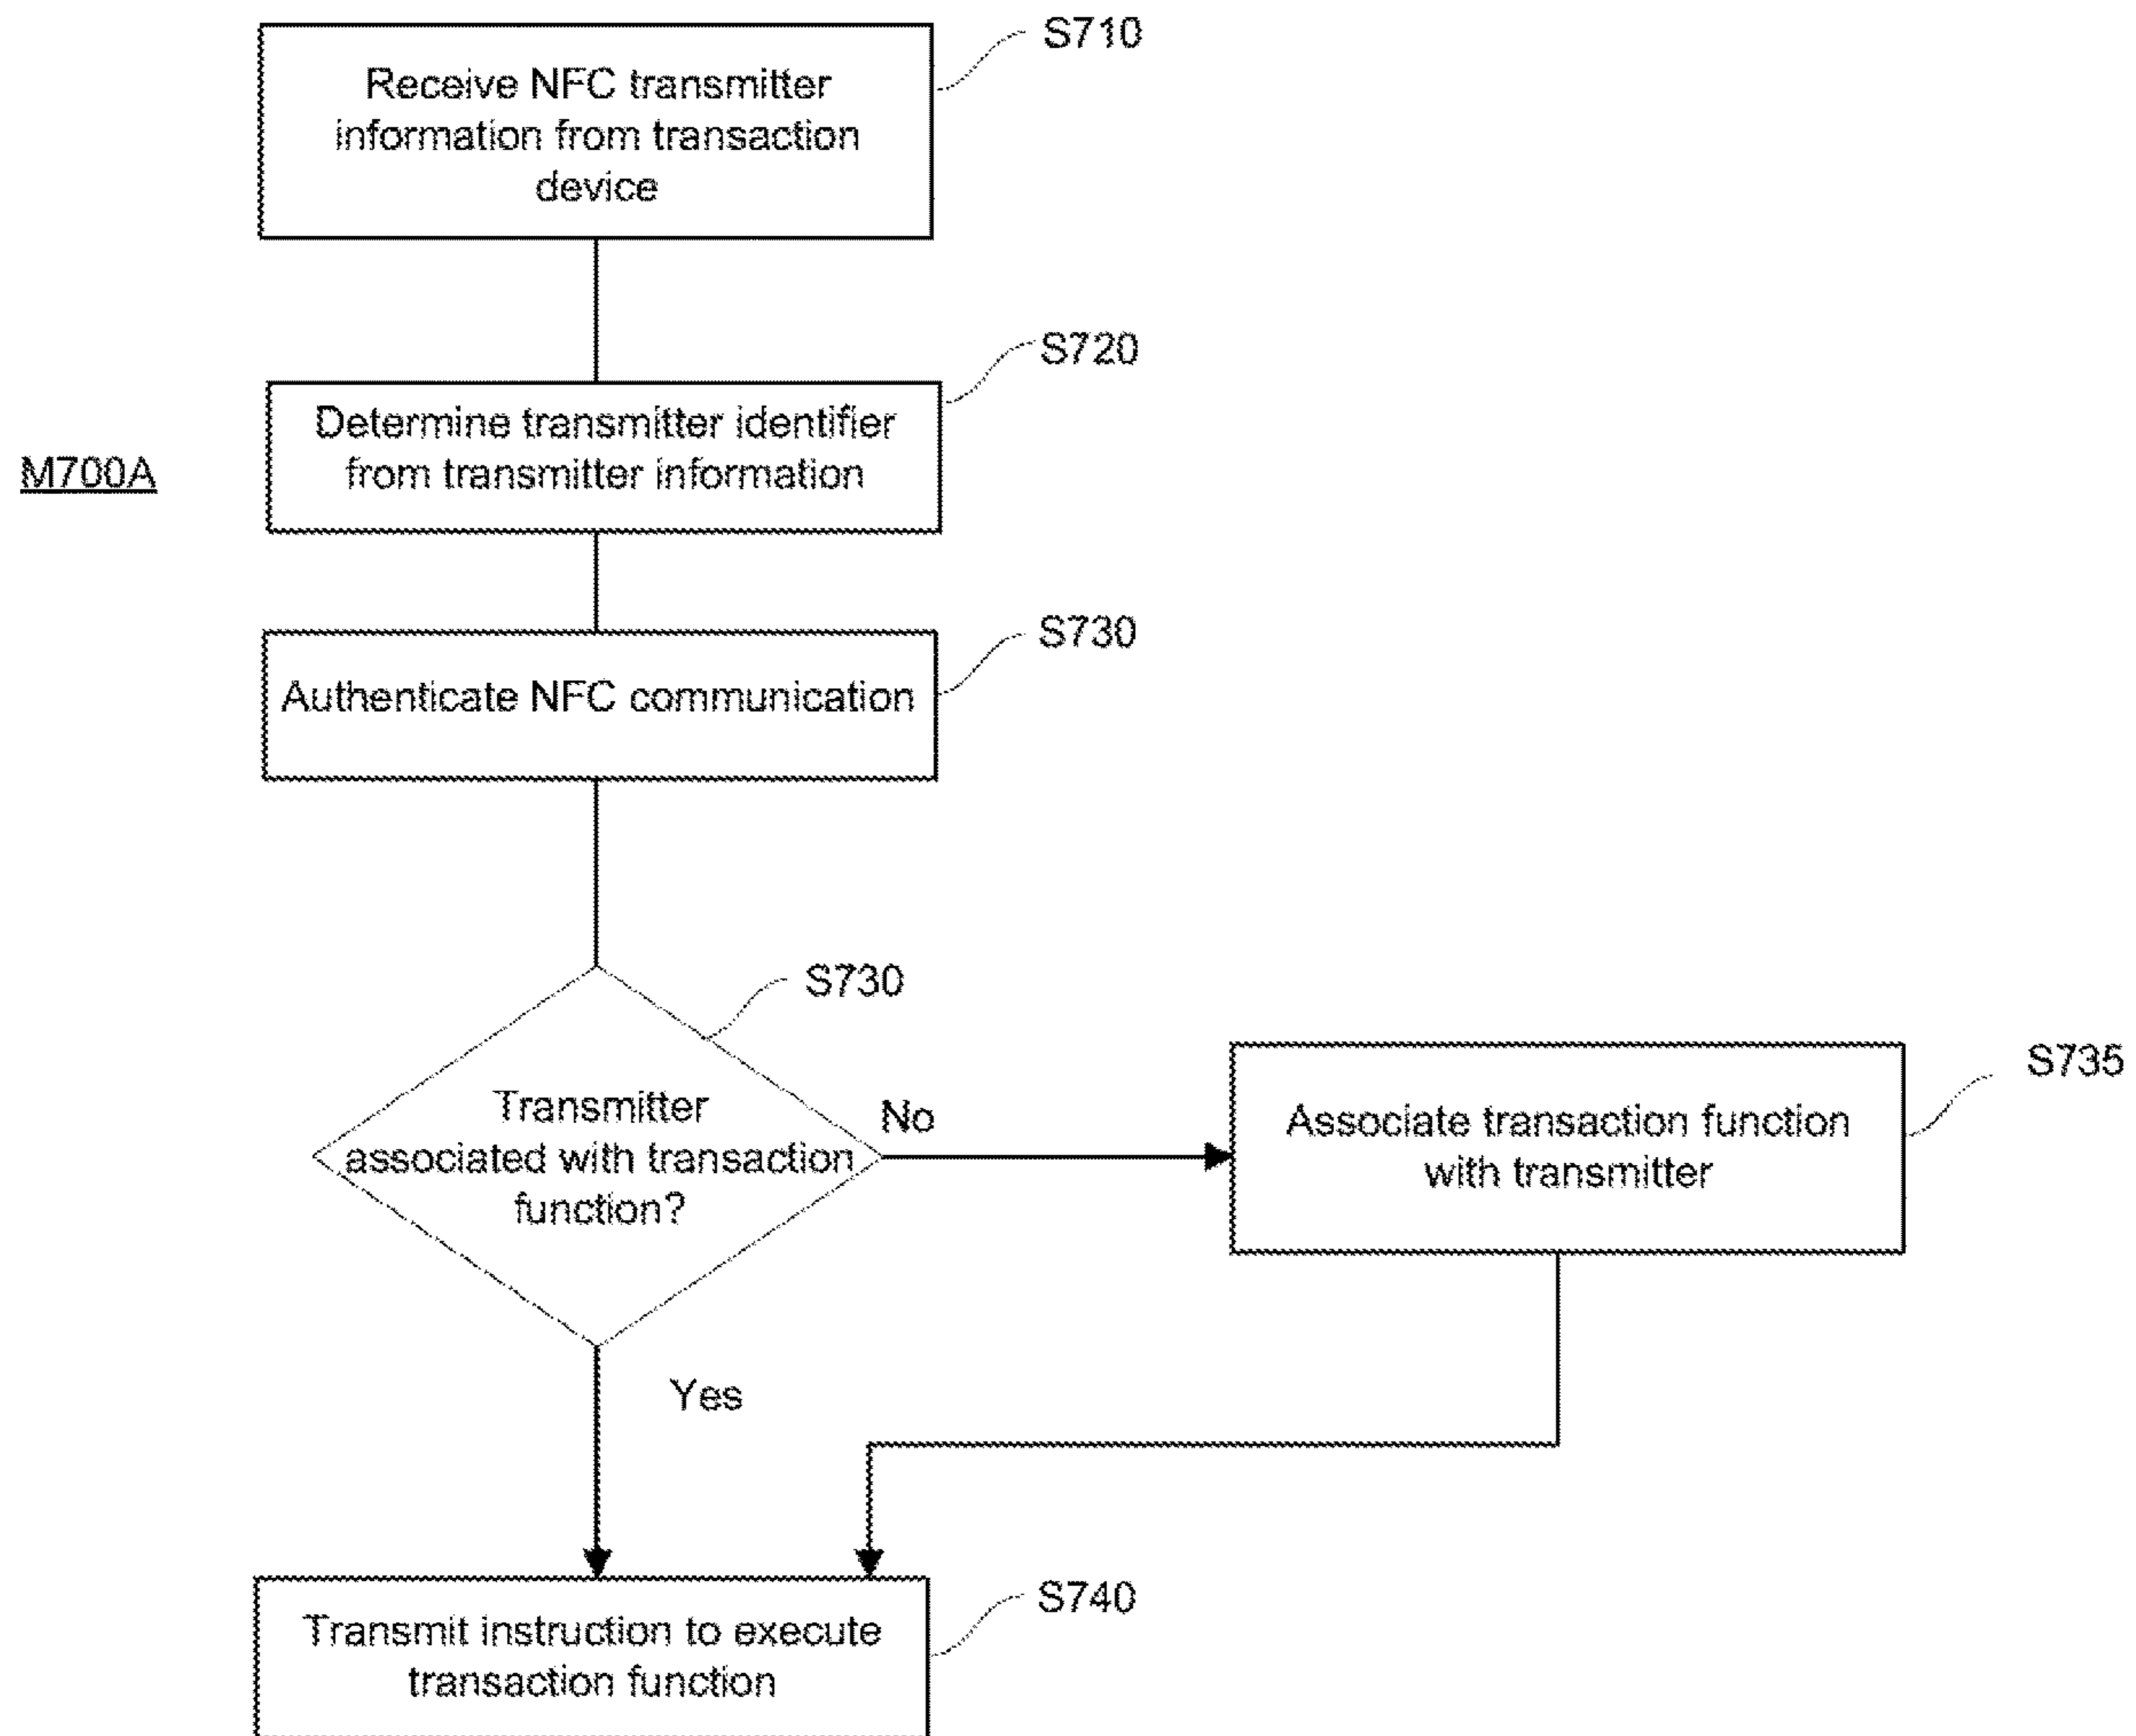 S710
Receive NFC transmitter
information from transaction
device
S720
Determine transmitter identifier
from transmitter information
M700A
S730
Authenticate NFC communication
S730
Transmitter
associated with transaction
function?
No
S735
Associate transaction function
with transmitter
Yes
S740
Transmit instruction to execute
transaction function